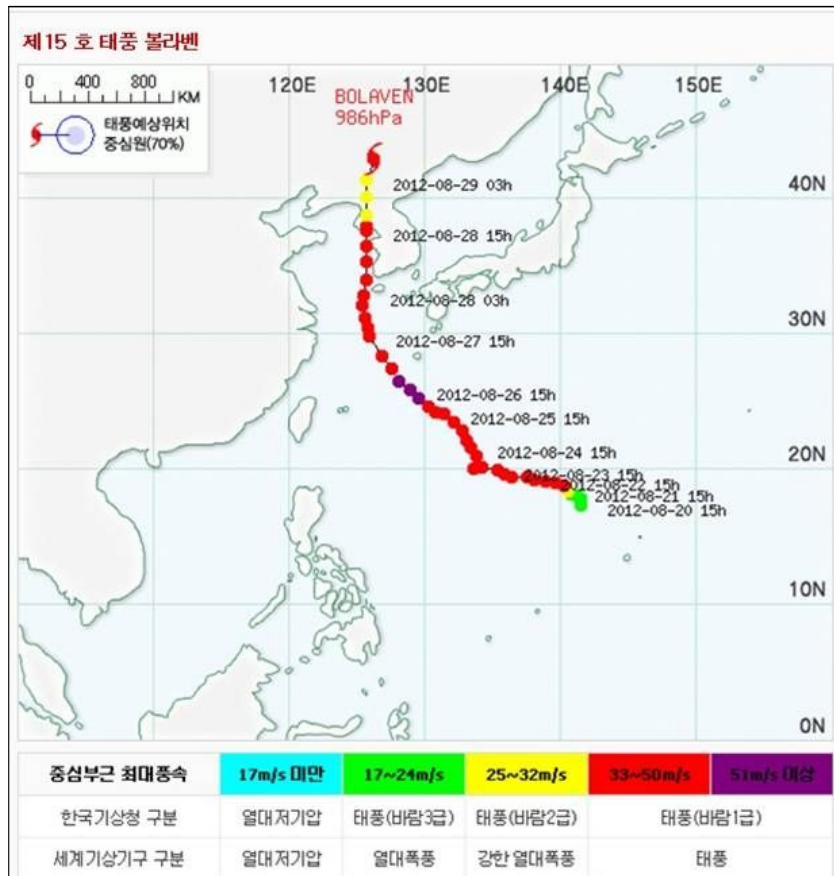 제15 호 태풍 볼라벤
0 400 800
KM
태풍예상위치
중심원(70%)
120E 130E 140E 150E
BOLAVEN
986hPa
2012-08-29 03h
40N
2012-08-28 15h
2012-08-28 03h
30N
2012-08-27 15h
2012-08-26 15h
2012-08-25 15h
2012-08-24 15h
20N
2012-08-23 15h
2012-08-22 15h
2012-08-21 15h
2012-08-20 15h
10N
0N
중심부근 최대풍속 17m/s 미만 17~24m/s 25~32m/s 33~50m/s 51m/s 이상
한국기상청 구분 열대저기압 태풍(바람3급) 태풍(바람2급) 태풍(바람1급)
세계기상기구 구분 열대저기압 열대폭풍 강한 열대폭풍 태풍